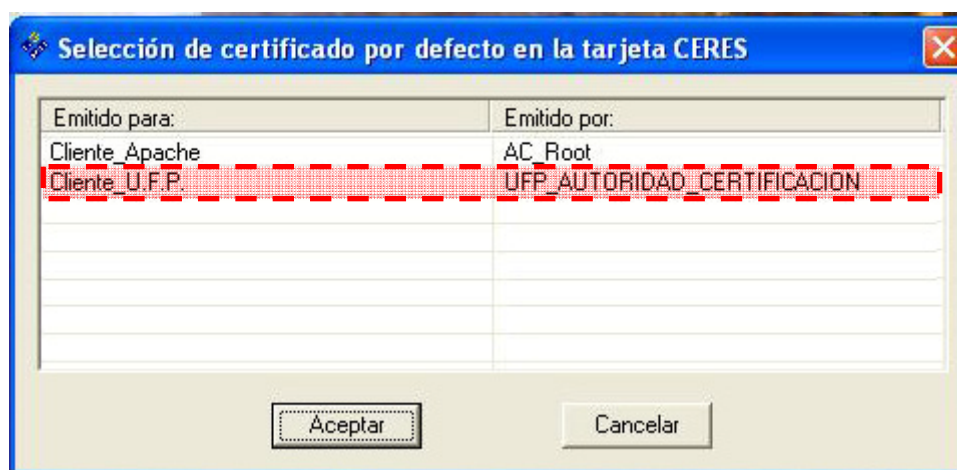 Selección de certificado por defecto en la tarjeta CERES
Emitido para: Emitido por:
Cliente_Apache AC_Root
Cliente_U.F.P. UFP_AUTORIDAD_CERTIFICACION
Aceptar Cancelar